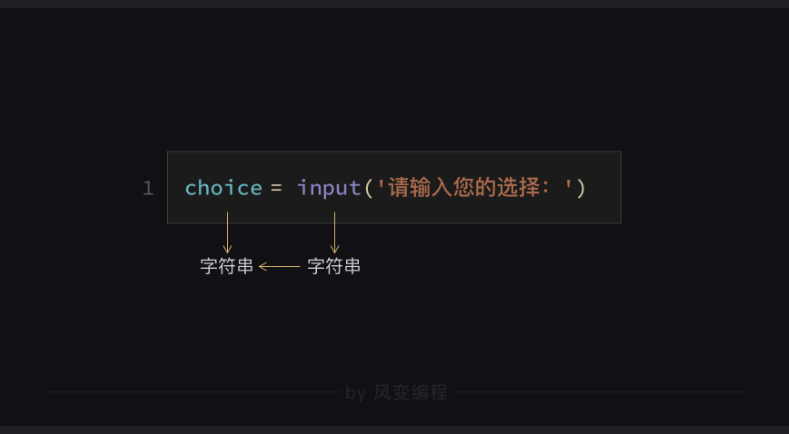 1 choice = input('请输入您的选择：')
字符串 字符串
by 风变编程